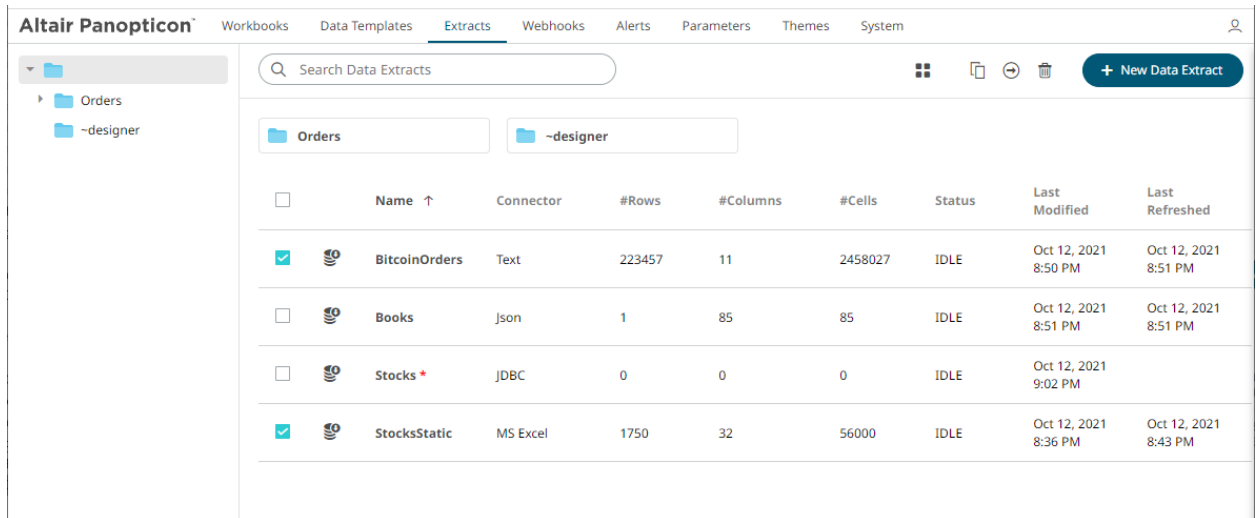 Altair Panopticon™ Workbooks Data Templates Extracts Webhooks Alerts Parameters Themes System
Search Data Extracts
+ New Data Extract
Orders
~designer
Orders ~designer
Name ↑ Connector #Rows #Columns #Cells Status Last Modified Last Refreshed
BitcoinOrders Text 223457 11 2458027 IDLE Oct 12, 2021 8:50 PM Oct 12, 2021 8:51 PM
Books Json 1 85 85 IDLE Oct 12, 2021 8:51 PM Oct 12, 2021 8:51 PM
Stocks * JDBC 0 0 0 IDLE Oct 12, 2021 9:02 PM
StocksStatic MS Excel 1750 32 56000 IDLE Oct 12, 2021 8:36 PM Oct 12, 2021 8:43 PM